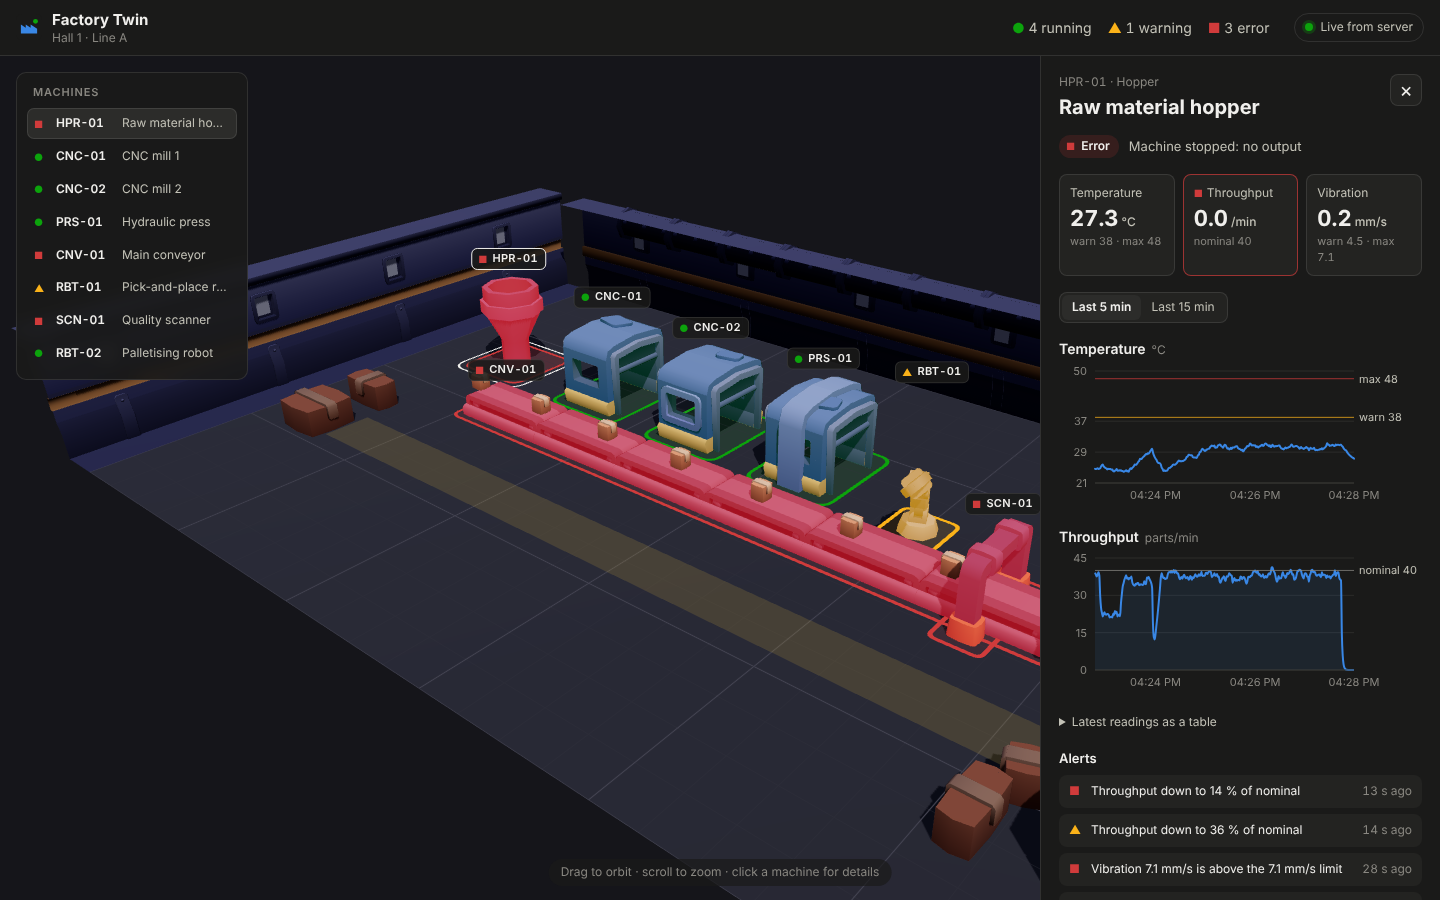 Factory Twin
Hall 1 · Line A
4 running
1 warning
3 error
Live from server
MACHINES
HPR-01 Raw material ho...
CNC-01 CNC mill 1
CNC-02 CNC mill 2
PRS-01 Hydraulic press
CNV-01 Main conveyor
RBT-01 Pick-and-place r...
SCN-01 Quality scanner
RBT-02 Palletising robot
HPR-01
CNC-01
CNC-02
PRS-01
CNV-01
RBT-01
SCN-01
Drag to orbit · scroll to zoom · click a machine for details
HPR-01 · Hopper
Raw material hopper
Error Machine stopped: no output
Temperature
27.3 °C
warn 38 · max 48
Throughput
0.0 /min
nominal 40
Vibration
0.2 mm/s
warn 4.5 · max
7.1
Last 5 min Last 15 min
Temperature °C
50
max 48
37
warn 38
29
21
04:24 PM 04:26 PM 04:28 PM
Throughput parts/min
45
nominal 40
30
15
0
04:24 PM 04:26 PM 04:28 PM
Latest readings as a table
Alerts
Throughput down to 14 % of nominal 13 s ago
Throughput down to 36 % of nominal 14 s ago
Vibration 7.1 mm/s is above the 7.1 mm/s limit 28 s ago